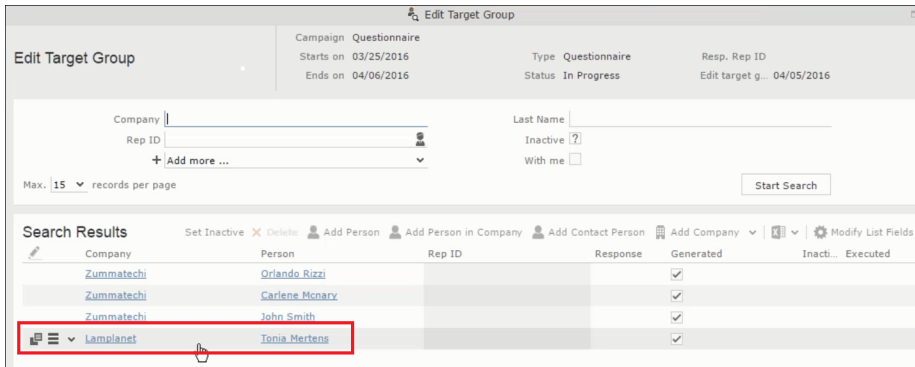 Edit Target Group
Campaign Questionnaire
Edit Target Group
Starts on 03/25/2016 Type Questionnaire Resp. Rep ID
Ends on 04/06/2016 Status In Progress Edit target g... 04/05/2016
Company Last Name
Rep ID Inactive ?
+ Add more ... With me
Max. 15 records per page Start Search
Search Results Set Inactive Delete Add Person Add Person in Company Add Contact Person Add Company Modify List Fields
Company Person Rep ID Response Generated Inacti... Executed
Zummatechi Orlando Rizzi
Zummatechi Carlene Mcnary
Zummatechi John Smith
Lamplanet Tonia Mertens